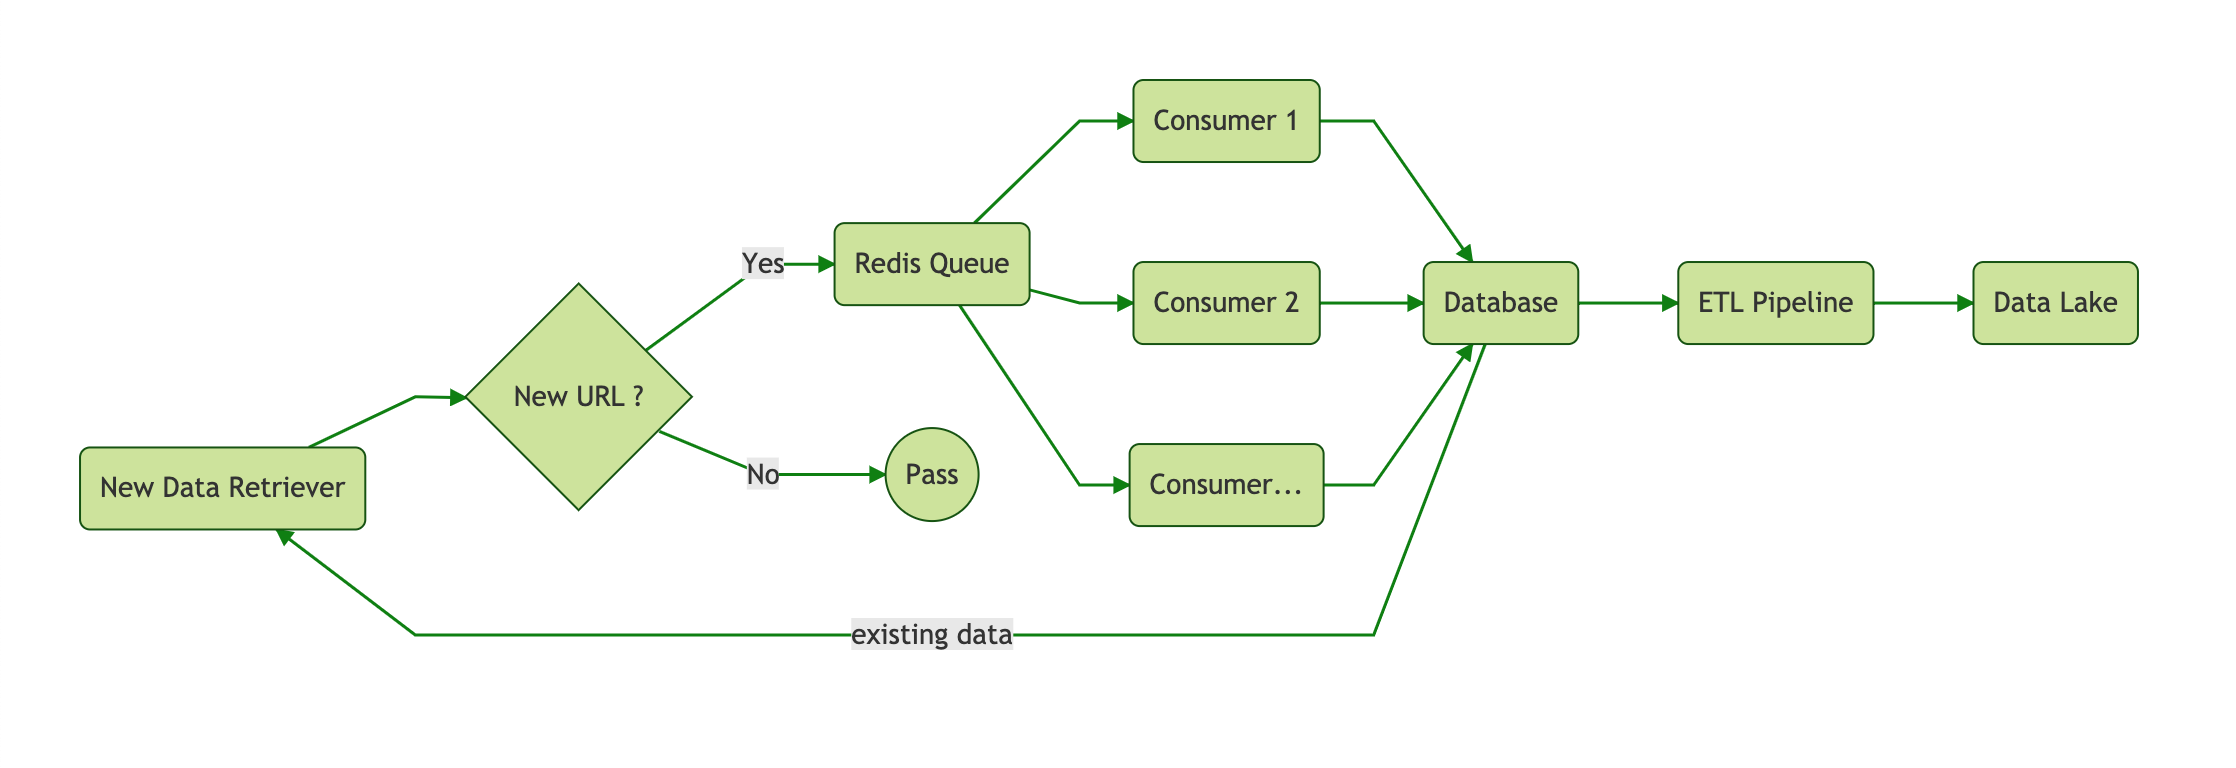 New Data Retriever
New URL ?
Yes
No
Redis Queue
Pass
Consumer 1
Consumer 2
Consumer...
Database
ETL Pipeline
Data Lake
existing data